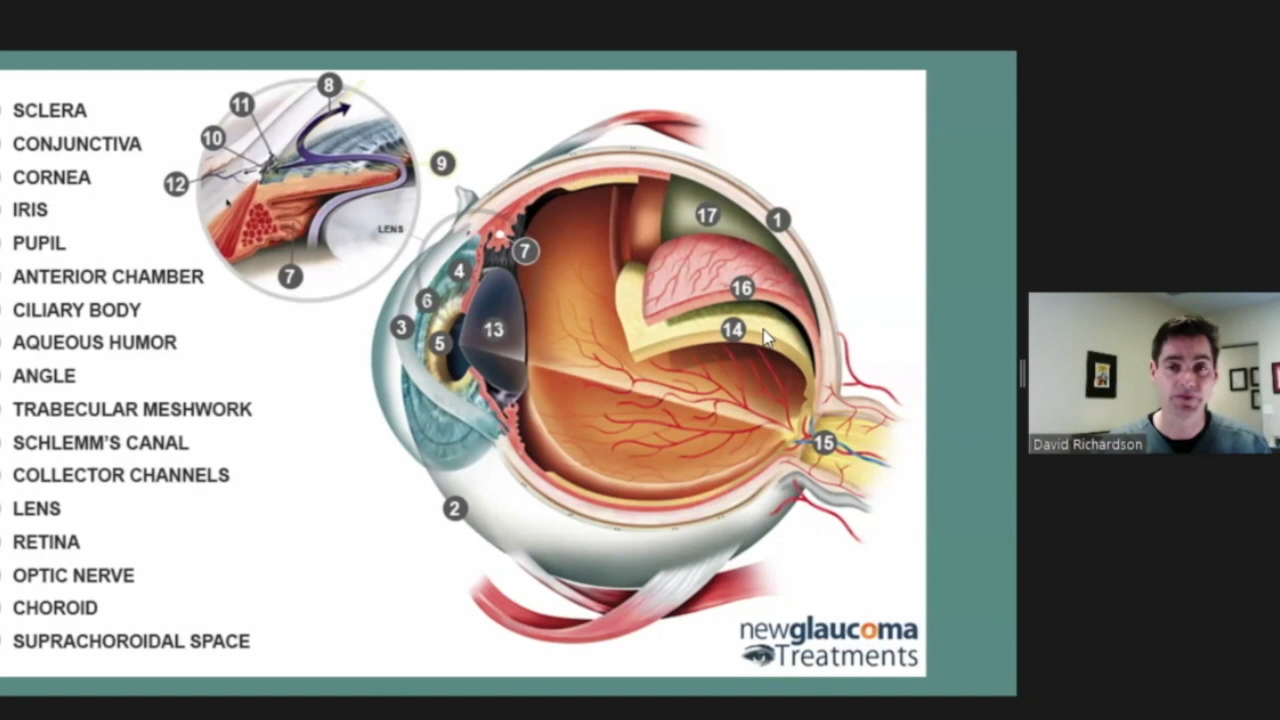 SCLERA
CONJUNCTIVA
CORNEA
IRIS
PUPIL
ANTERIOR CHAMBER
CILIARY BODY
AQUEOUS HUMOR
ANGLE
TRABECULAR MESHWORK
SCHLEMM'S CANAL
COLLECTOR CHANNELS
LENS
RETINA
OPTIC NERVE
CHOROID
SUPRACHOROIDAL SPACE
8
11
10
9
12
LENS
7
17
1
7
4
16
6
3
14
13
5
15
2
newglaucoma
Treatments
David Richardson